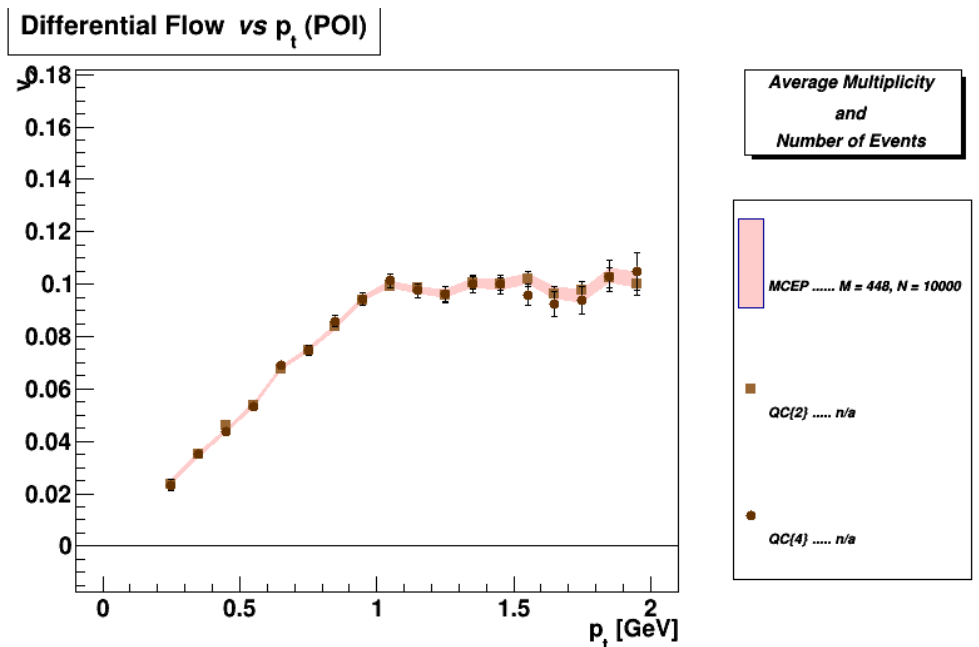 Differential Flow vs pt (POI)
v
0.18
0.16
0.14
0.12
0.1
0.08
0.06
0.04
0.02
0
0 0.5 1 1.5 2
pt [GeV]
Average Multiplicity
and
Number of Events
MCEP ...... M = 448, N = 10000
QC{2} ..... n/a
QC{4} ..... n/a